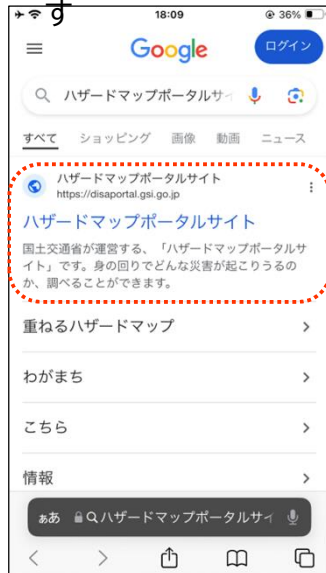 す
18:09
36%
Google
ログイン
ハザードマップポータルサイ
すべて ショッピング 画像 動画 ニュース
ハザードマップポータルサイト
https://disaportal.gsi.go.jp
ハザードマップポータルサイト
国土交通省が運営する、「ハザードマップポータルサ
イト」です。身の回りでどんな災害が起こりうるの
か、調べることができます。
重ねるハザードマップ
わがまち
こちら
情報
ああ ハザードマップポータルサイ